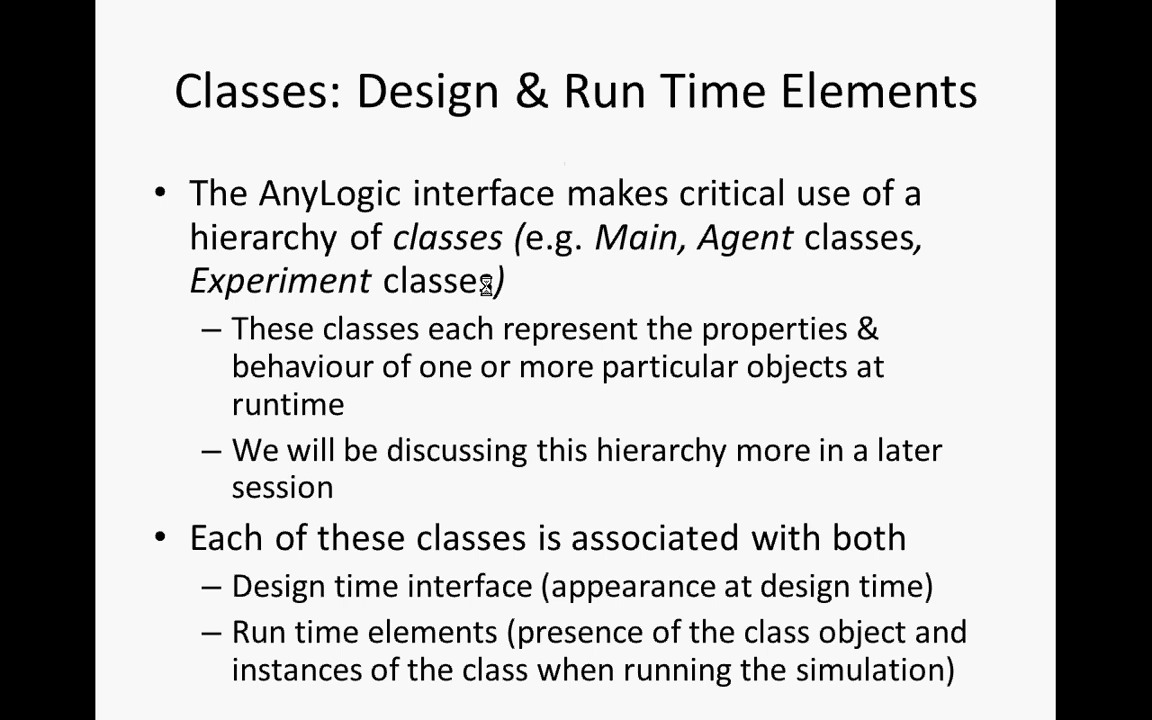 Classes: Design & Run Time Elements
• The AnyLogic interface makes critical use of a
hierarchy of classes (e.g. Main, Agent classes,
Experiment classe)
– These classes each represent the properties &
behaviour of one or more particular objects at
runtime
– We will be discussing this hierarchy more in a later
session
• Each of these classes is associated with both
– Design time interface (appearance at design time)
– Run time elements (presence of the class object and
instances of the class when running the simulation)